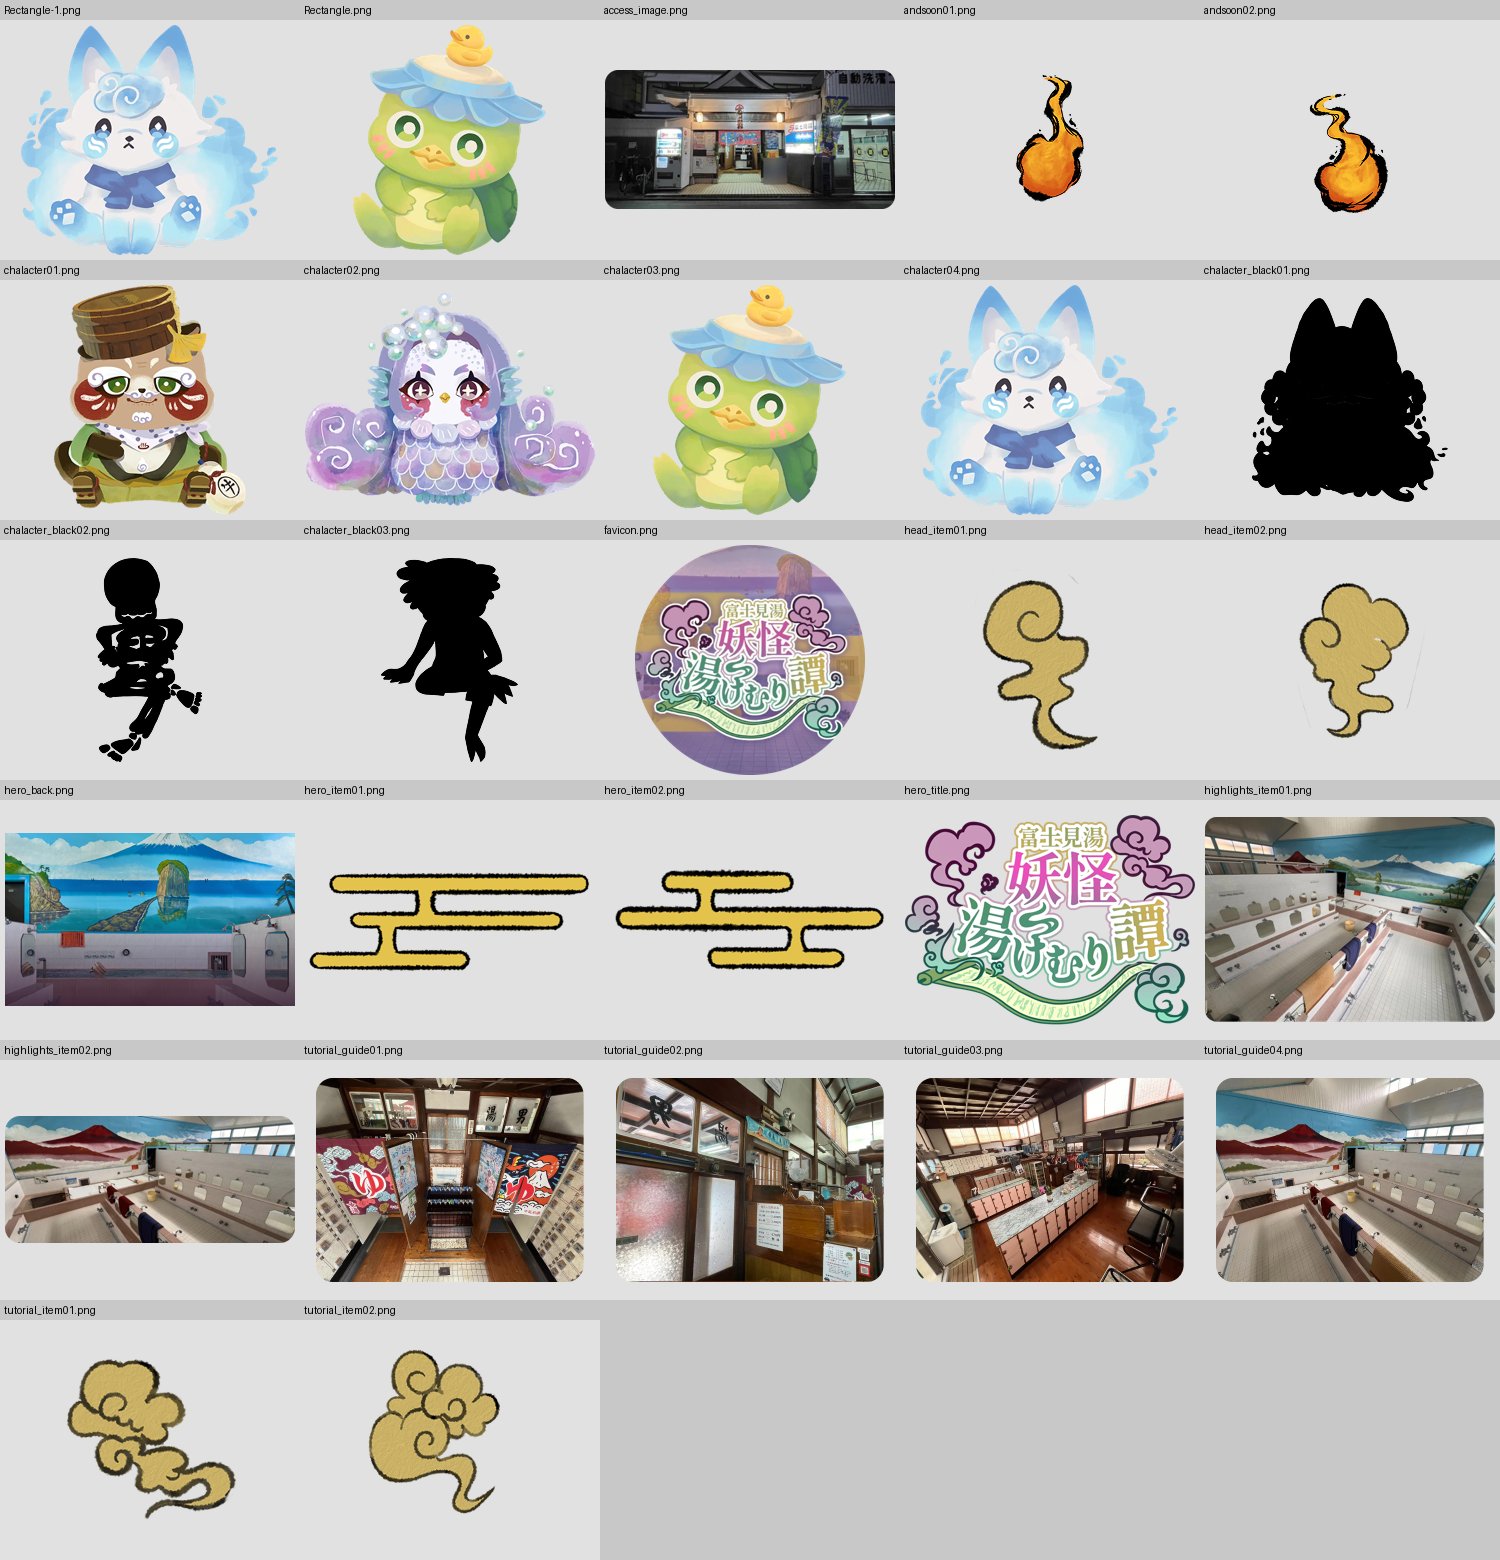 Rectangle-1.png
Rectangle.png
access_image.png
andsoon01.png
andsoon02.png
自動洗濯
chalacter01.png
chalacter02.png
chalacter03.png
chalacter04.png
chalacter_black01.png
chalacter_black02.png
chalacter_black03.png
favicon.png
head_item01.png
head_item02.png
富士見湯
妖怪
湯けむり譚
hero_back.png
hero_item01.png
hero_item02.png
hero_title.png
highlights_item01.png
富士見湯
妖怪
湯けむり譚
highlights_item02.png
tutorial_guide01.png
tutorial_guide02.png
tutorial_guide03.png
tutorial_guide04.png
湯
男
ゆ
ゆ
tutorial_item01.png
tutorial_item02.png